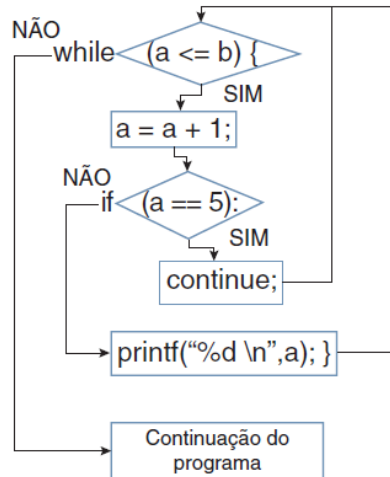 NÃO
while (a <= b) {
SIM
a = a + 1;
NÃO
if (a == 5):
SIM
continue;
printf(“%d \n”,a); }
Continuação do
programa